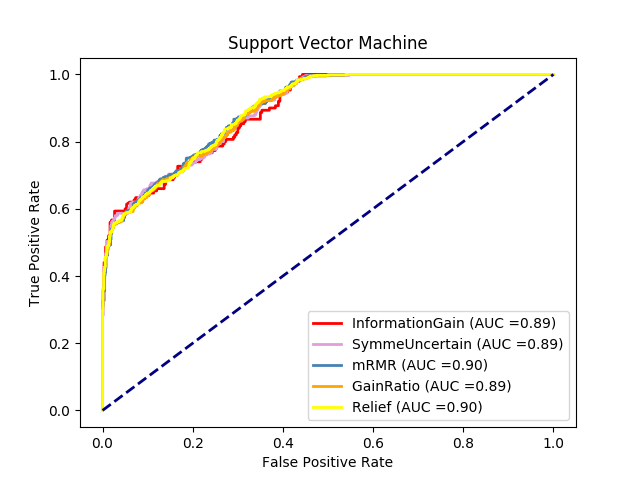 Support Vector Machine
True Positive Rate
1.0
0.8
0.6
0.4
0.2
0.0
InformationGain (AUC =0.89)
SymmeUncertain (AUC =0.89)
mRMR (AUC =0.90)
GainRatio (AUC =0.89)
Relief (AUC =0.90)
0.0 0.2 0.4 0.6 0.8 1.0
False Positive Rate